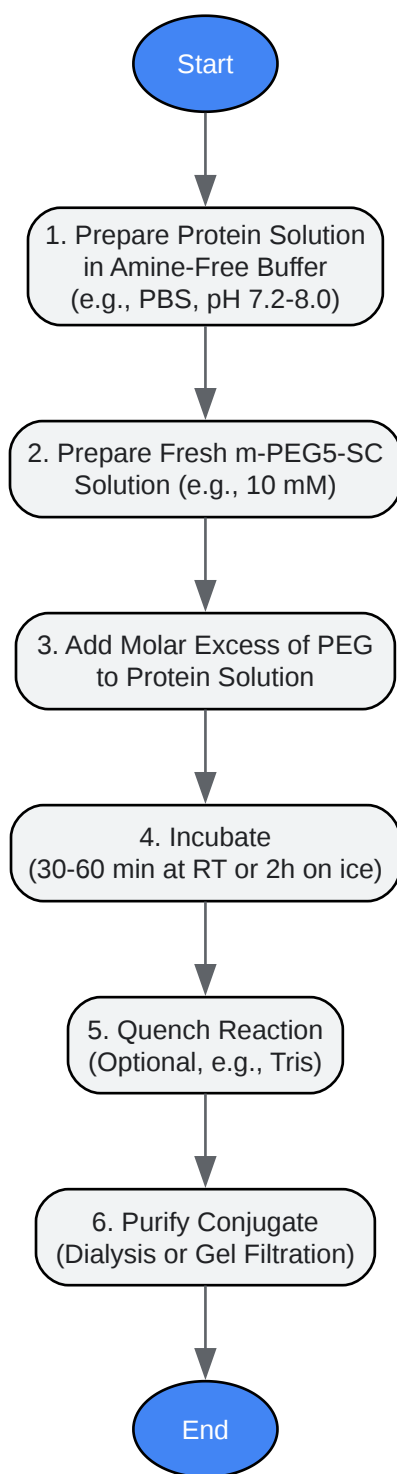 Start
1. Prepare Protein Solution
in Amine-Free Buffer
(e.g., PBS, pH 7.2-8.0)
2. Prepare Fresh m-PEG5-SC
Solution (e.g., 10 mM)
3. Add Molar Excess of PEG
to Protein Solution
4. Incubate
(30-60 min at RT or 2h on ice)
5. Quench Reaction
(Optional, e.g., Tris)
6. Purify Conjugate
(Dialysis or Gel Filtration)
End